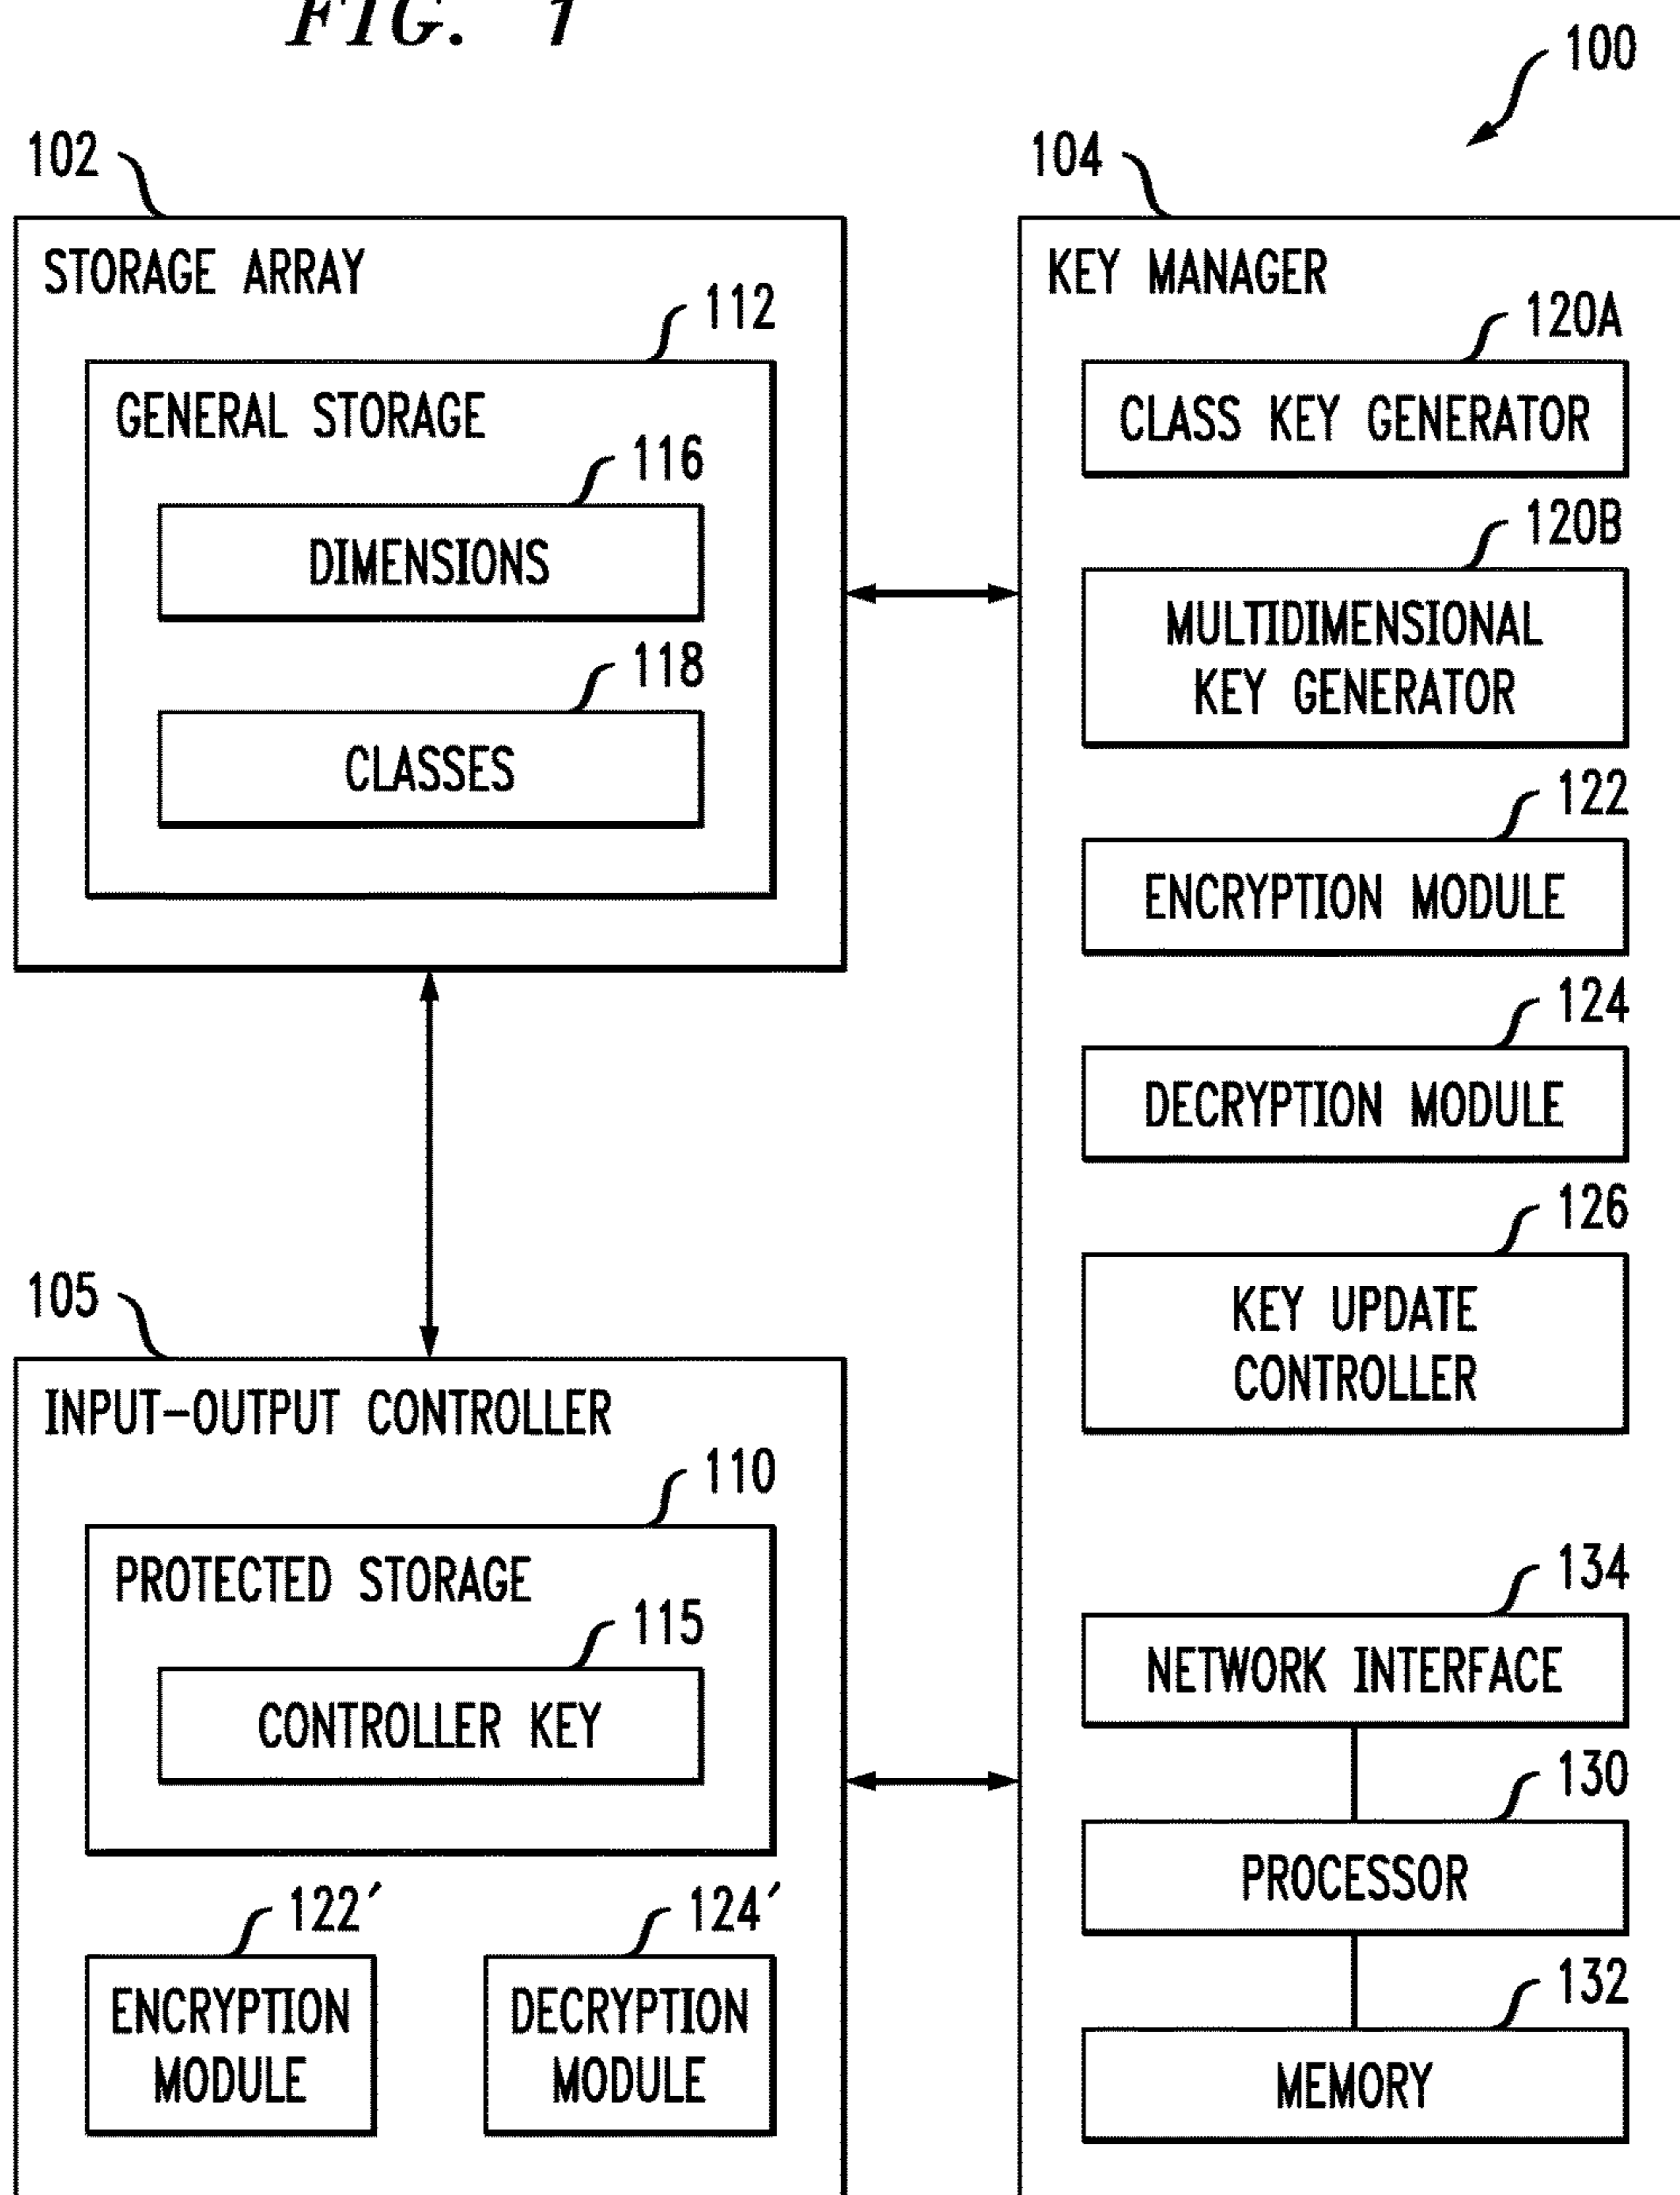 FIG. 1
100
102
STORAGE ARRAY
112
GENERAL STORAGE
116
DIMENSIONS
118
CLASSES
104
KEY MANAGER
120A
CLASS KEY GENERATOR
120B
MULTIDIMENSIONAL
KEY GENERATOR
122
ENCRYPTION MODULE
124
DECRYPTION MODULE
126
KEY UPDATE
CONTROLLER
134
NETWORK INTERFACE
130
PROCESSOR
132
MEMORY
105
INPUT-OUTPUT CONTROLLER
110
PROTECTED STORAGE
115
CONTROLLER KEY
122′
ENCRYPTION
MODULE
124′
DECRYPTION
MODULE